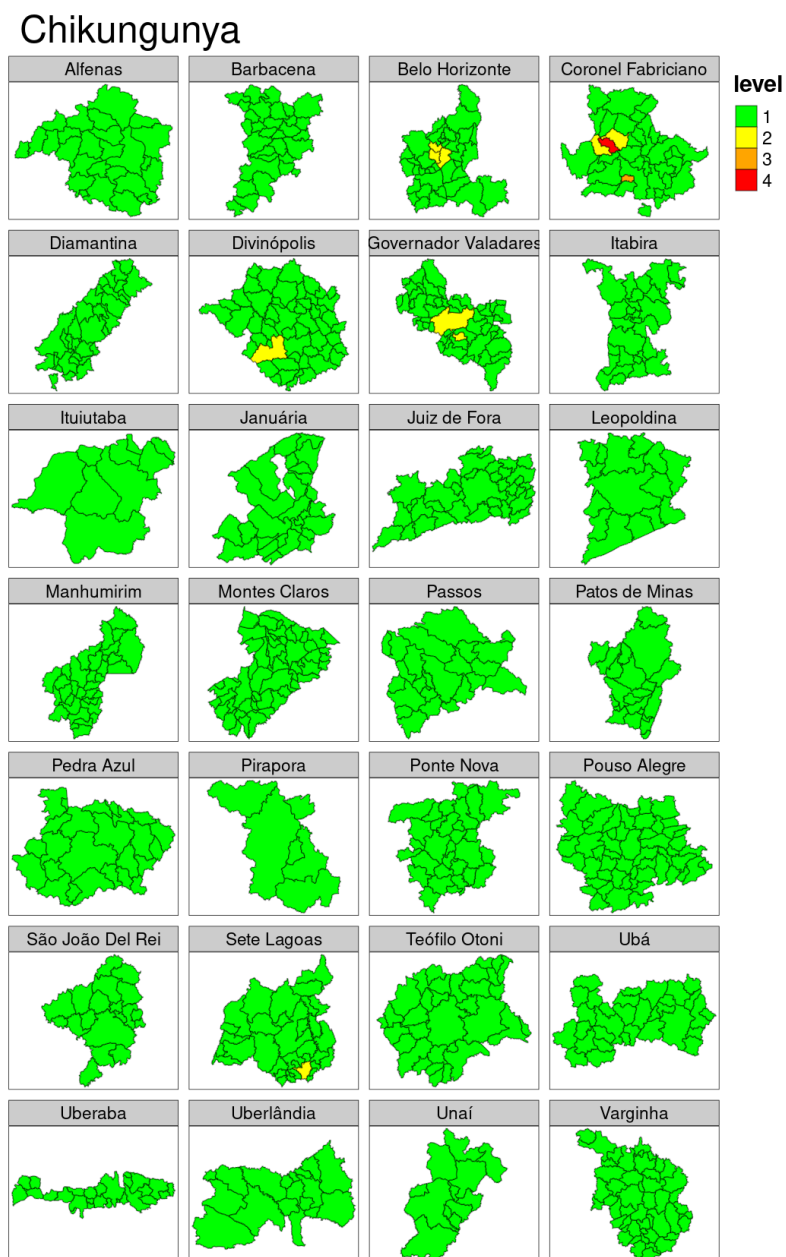 Chikungunya
Alfenas
Barbacena
Belo Horizonte
Coronel Fabriciano
level
1
2
3
4
Diamantina
Divinópolis
Governador Valadares
Itabira
Ituiutaba
Januária
Juiz de Fora
Leopoldina
Manhumirim
Montes Claros
Passos
Patos de Minas
Pedra Azul
Pirapora
Ponte Nova
Pouso Alegre
São João Del Rei
Sete Lagoas
Teófilo Otoni
Ubá
Uberaba
Uberlândia
Unaí
Varginha